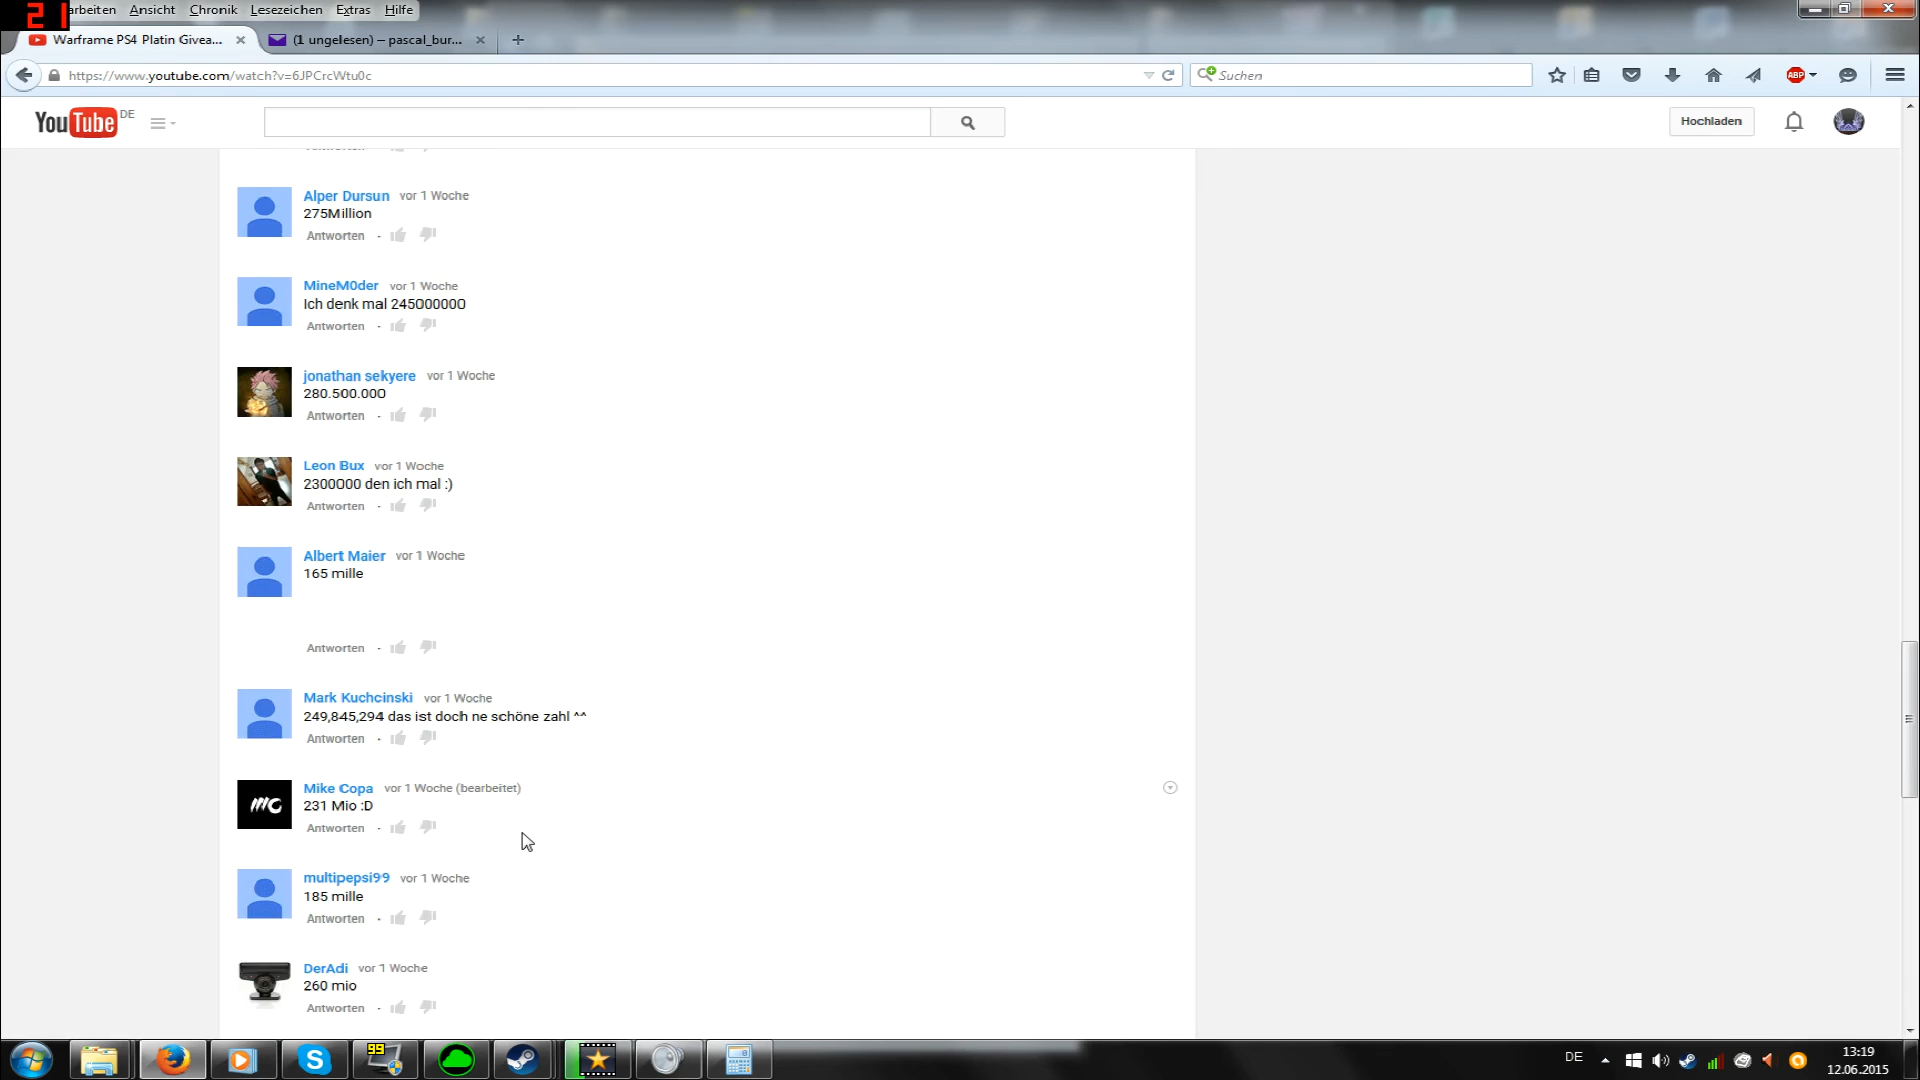 21
arbeiten Ansicht Chronik Lesezeichen Extras Hilfe
Warframe PS4 Platin Givea... (1 ungelesen) – pascal_bur...
https://www.youtube.com/watch?v=6JPCrcWtu0c Suchen ABP
YouTube DE Hochladen
Alper Dursun vor 1 Woche
275Million
Antworten
MineM0der vor 1 Woche
Ich denk mal 245000000
Antworten
jonathan sekyere vor 1 Woche
280.500.000
Antworten
Leon Bux vor 1 Woche
2300000 den ich mal :)
Antworten
Albert Maier vor 1 Woche
165 mille
Antworten
Mark Kuchcinski vor 1 Woche
249,845,294 das ist doch ne schöne zahl ^^
Antworten
Mike Copa vor 1 Woche (bearbeitet)
231 Mio :D
Antworten
multipepsi99 vor 1 Woche
185 mille
Antworten
DerAdi vor 1 Woche
260 mio
Antworten
99
DE
13:19
12.06.2015